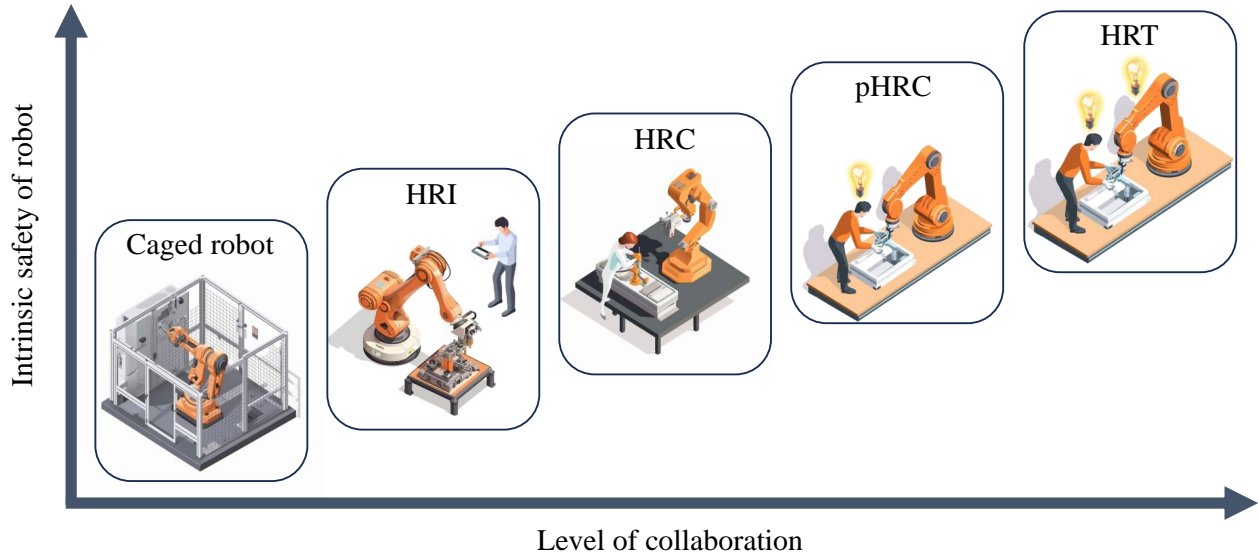 HRT
pHRC
HRC
HRI
Caged robot
Intrinsic safety of robot
Level of collaboration